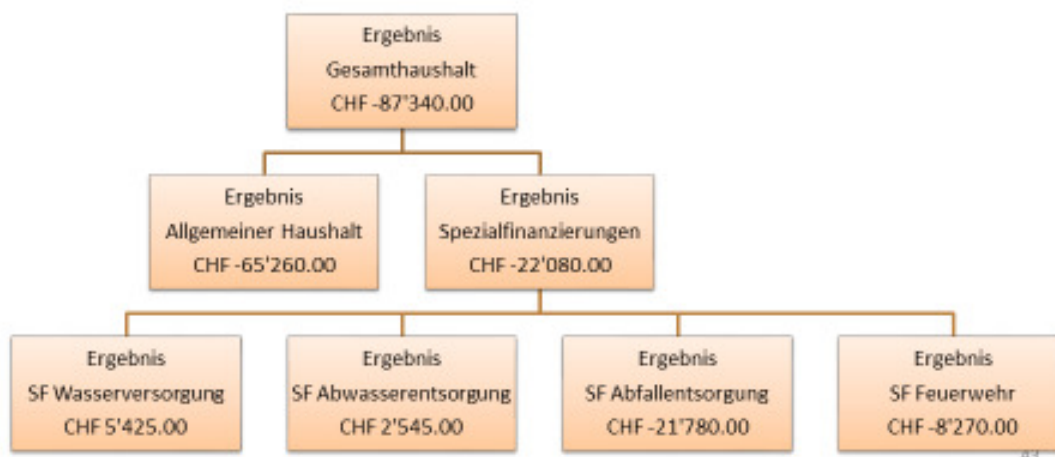 Ergebnis
Gesamthaushalt
CHF -87'340.00
Ergebnis
Allgemeiner Haushalt
CHF -65'260.00
Ergebnis
Spezialfinanzierungen
CHF -22'080.00
Ergebnis
SF Wasserversorgung
CHF 5'425.00
Ergebnis
SF Abwasserentsorgung
CHF 2'545.00
Ergebnis
SF Abfallentsorgung
CHF -21'780.00
Ergebnis
SF Feuerwehr
CHF -8'270.00